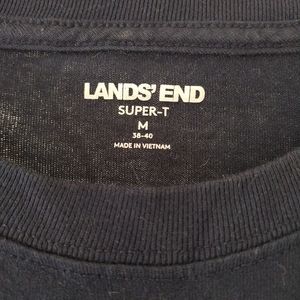 LANDS' END
SUPER-T
M
38-40
MADE IN VIETNAM